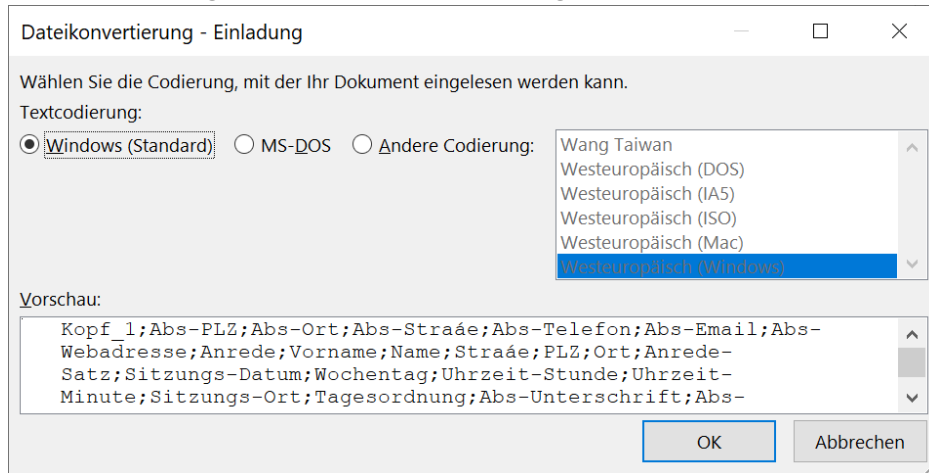 Dateikonvertierung - Einladung
Wählen Sie die Codierung, mit der Ihr Dokument eingelesen werden kann.
Textcodierung:
Windows (Standard) MS-DOS Andere Codierung:
Wang Taiwan
Westeuropäisch (DOS)
Westeuropäisch (IA5)
Westeuropäisch (ISO)
Westeuropäisch (Mac)
Westeuropäisch (Windows)
Vorschau:
Kopf_1;Abs-PLZ;Abs-Ort;Abs-Straáe;Abs-Telefon;Abs-Email;Abs-
Webadresse;Anrede;Vorname;Name;Straáe;PLZ;Ort;Anrede-
Satz;Sitzungs-Datum;Wochentag;Uhrzeit-Stunde;Uhrzeit-
Minute;Sitzungs-Ort;Tagesordnung;Abs-Unterschrift;Abs-
OK Abbrechen